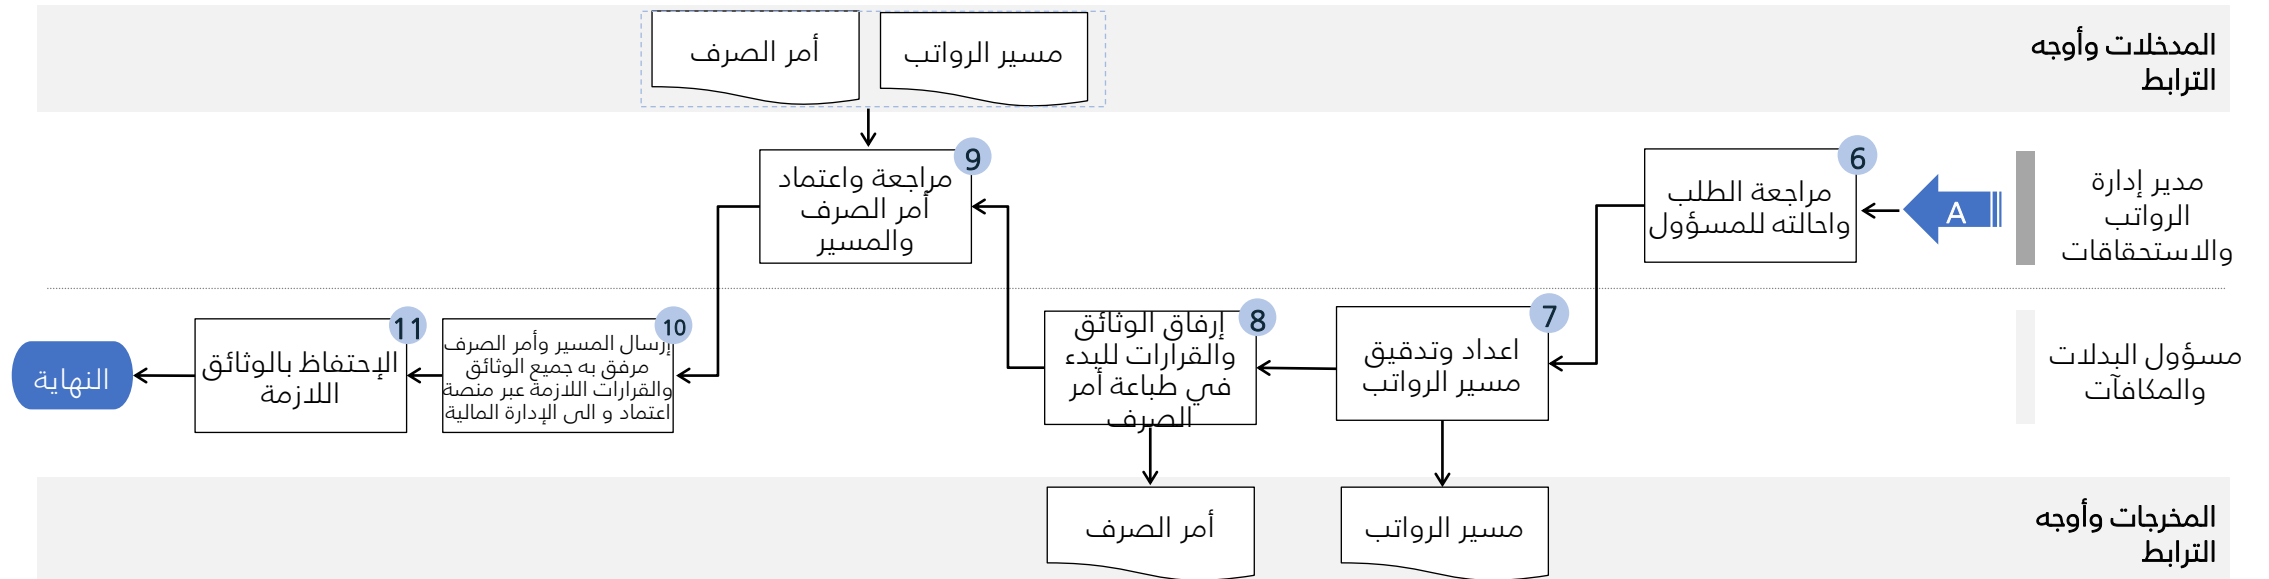 المدخلات وأوجه
الترابط
مسير الرواتب
أمر الصرف
مدير إدارة
الرواتب
والاستحقاقات
A
6
مراجعة الطلب
واحالته للمسؤول
9
مراجعة واعتماد
أمر الصرف
والمسير
مسؤول البدلات
والمكافآت
7
اعداد وتدقيق
مسير الرواتب
8
إرفاق الوثائق
والقرارات للبدء
في طباعة أمر
الصرف
10
إرسال المسير وأمر الصرف
مرفق به جميع الوثائق
والقرارات اللازمة عبر منصة
اعتماد و الى الإدارة المالية
11
الإحتفاظ بالوثائق
اللازمة
النهاية
المخرجات وأوجه
الترابط
مسير الرواتب
أمر الصرف